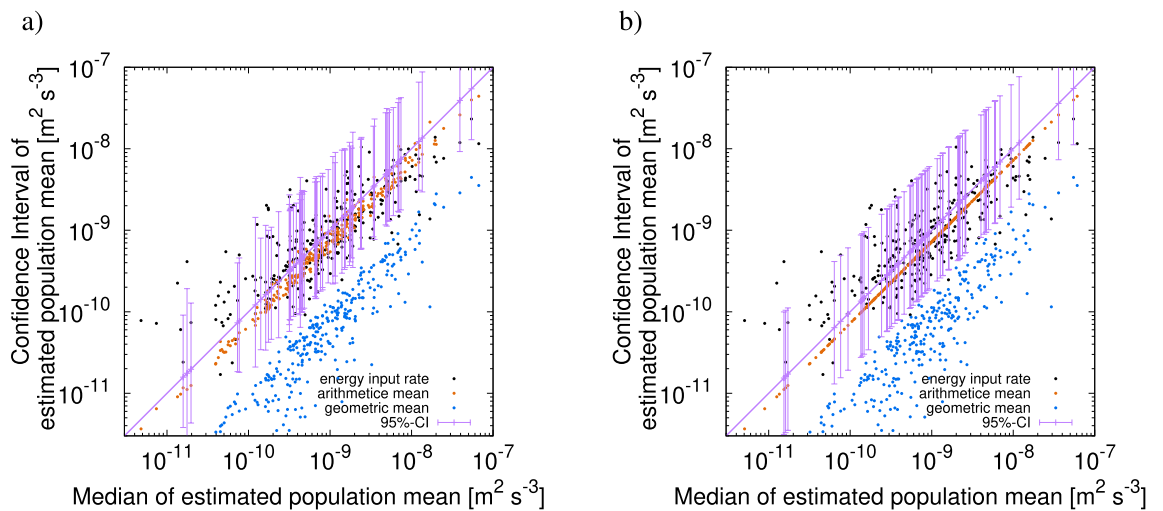 a)
Confidence Interval of
estimated population mean [m² s⁻³]
10⁻⁷
10⁻⁸
10⁻⁹
10⁻¹⁰
10⁻¹¹
energy input rate
arithmetice mean
geometric mean
95%-CI
10⁻¹¹ 10⁻¹⁰ 10⁻⁹ 10⁻⁸ 10⁻⁷
Median of estimated population mean [m² s⁻³]
b)
Confidence Interval of
estimated population mean [m² s⁻³]
10⁻⁷
10⁻⁸
10⁻⁹
10⁻¹⁰
10⁻¹¹
energy input rate
arithmetice mean
geometric mean
95%-CI
10⁻¹¹ 10⁻¹⁰ 10⁻⁹ 10⁻⁸ 10⁻⁷
Median of estimated population mean [m² s⁻³]